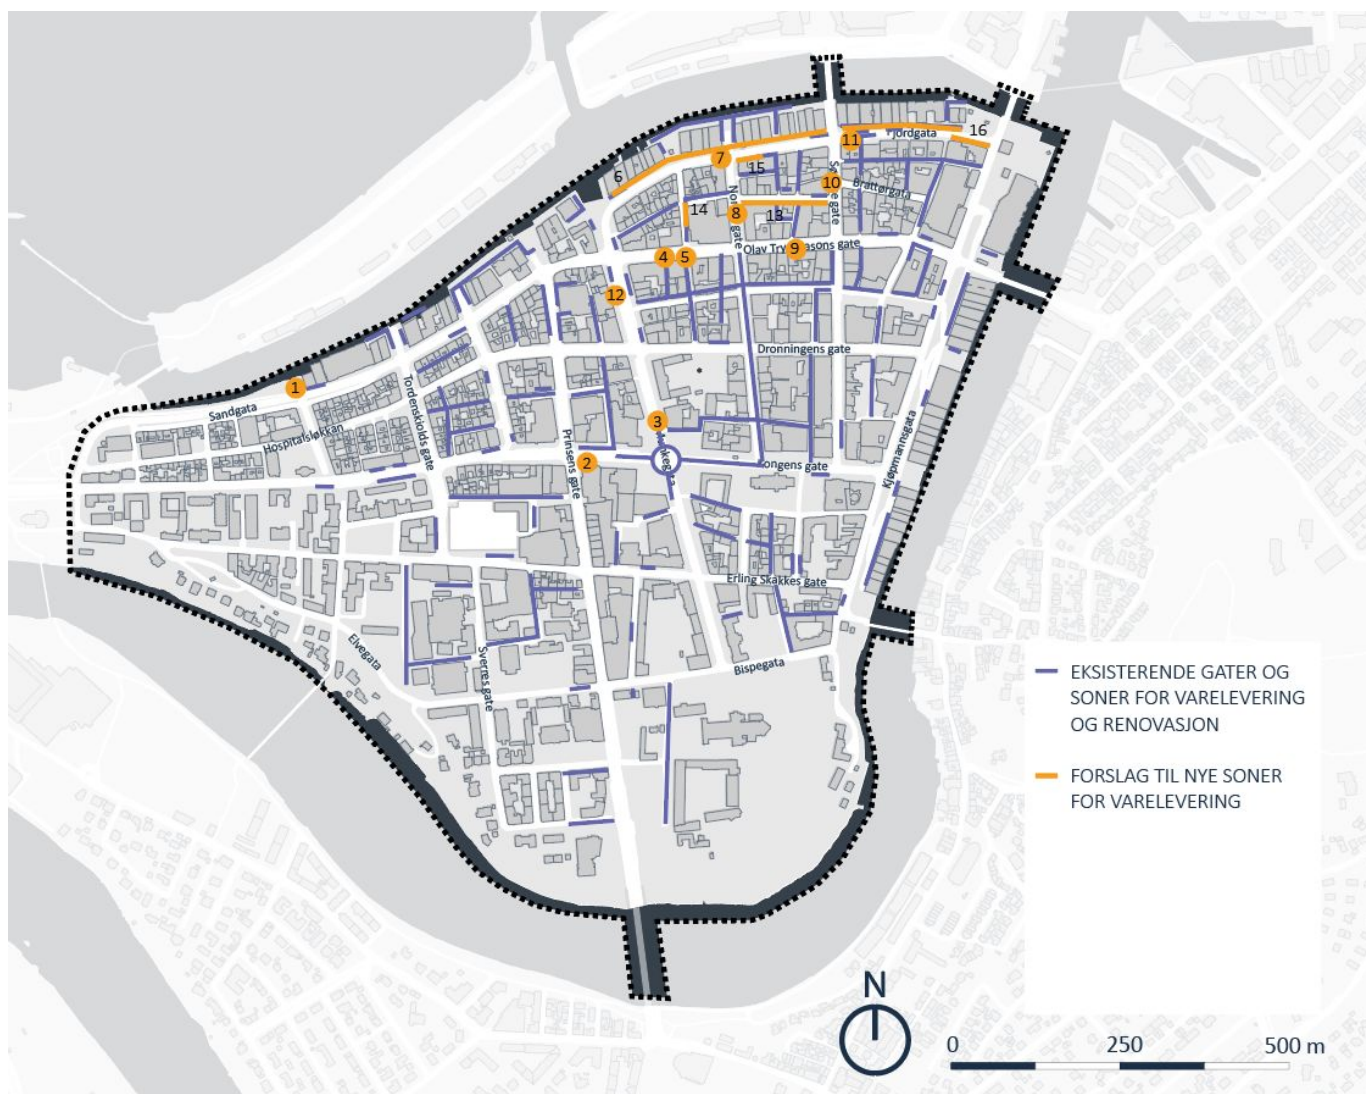 16
Fjordgata
11
7
15
6
10
Brattørgata
14
8
13
9
Olav Tryggvasons gate
4
5
12
Dronningens gate
1
Sandgata
Hospitalsløkkan
Tordenskiolds gate
3
2
Prinsens gate
Kongens gate
Kjøpmannsgata
Erling Skakkes gate
Elvegata
Sverres gate
Bispegata
EKSISTERENDE GATER OG
SONER FOR VARELEVERING
OG RENOVASJON
FORSLAG TIL NYE SONER
FOR VARELEVERING
N
0
250
500 m